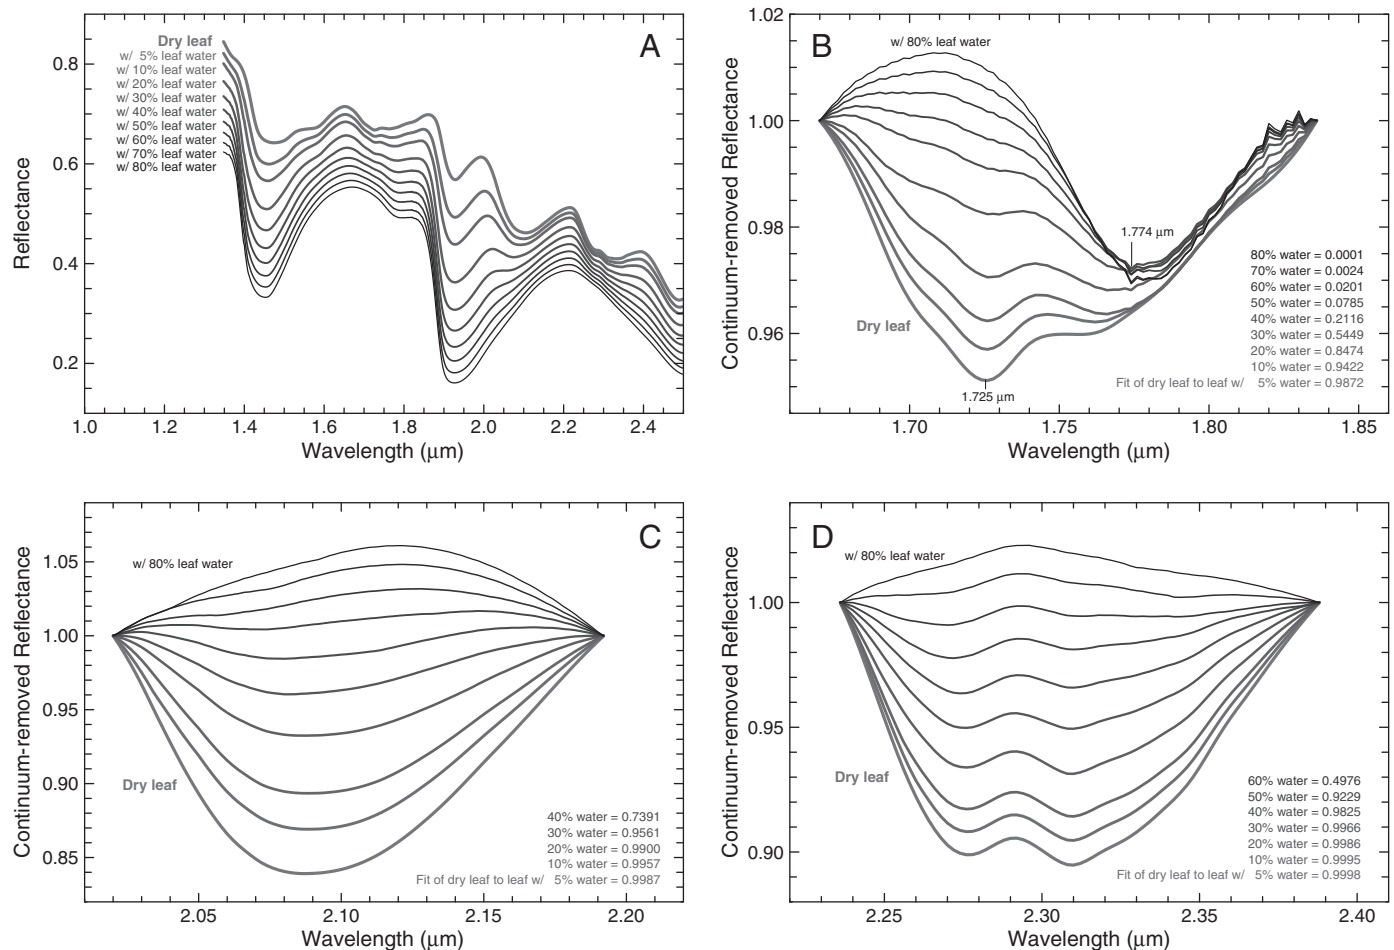 A
Dry leaf
w/ 5% leaf water
w/ 10% leaf water
w/ 20% leaf water
w/ 30% leaf water
w/ 40% leaf water
w/ 50% leaf water
w/ 60% leaf water
w/ 70% leaf water
w/ 80% leaf water
Reflectance
0.8
0.6
0.4
0.2
1.0 1.2 1.4 1.6 1.8 2.0 2.2 2.4
Wavelength (μm)
B
w/ 80% leaf water
Continuum-removed Reflectance
1.02
1.00
0.98
0.96
1.774 μm
Dry leaf
1.725 μm
80% water = 0.0001
70% water = 0.0024
60% water = 0.0201
50% water = 0.0785
40% water = 0.2116
30% water = 0.5449
20% water = 0.8474
10% water = 0.9422
Fit of dry leaf to leaf w/ 5% water = 0.9872
1.70 1.75 1.80 1.85
Wavelength (μm)
C
w/ 80% leaf water
Continuum-removed Reflectance
1.05
1.00
0.95
0.90
0.85
Dry leaf
40% water = 0.7391
30% water = 0.9561
20% water = 0.9900
10% water = 0.9957
Fit of dry leaf to leaf w/ 5% water = 0.9987
2.05 2.10 2.15 2.20
Wavelength (μm)
D
w/ 80% leaf water
Continuum-removed Reflectance
1.00
0.95
0.90
Dry leaf
60% water = 0.4976
50% water = 0.9229
40% water = 0.9825
30% water = 0.9966
20% water = 0.9986
10% water = 0.9995
Fit of dry leaf to leaf w/ 5% water = 0.9998
2.25 2.30 2.35 2.40
Wavelength (μm)